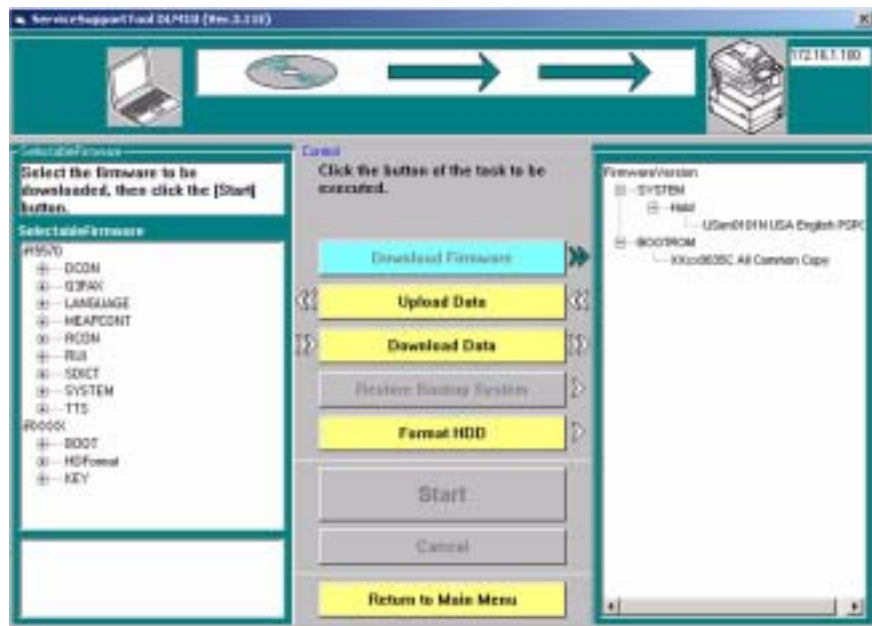 172.16.1.100
SelectableFirmware
Select the firmware to be
downloaded, then click the [Start]
button.
SelectableFirmware
iR6570
DCON
G3FAX
LANGUAGE
MEAPCONT
RCON
RUI
SDICT
SYSTEM
TTS
iRXXXX
BOOT
HDFormat
KEY
Control
Click the button of the task to be
executed.
Download Firmware
Upload Data
Download Data
Restore Backup System
Format HDD
Start
Cancel
Return to Main Menu
FirmwareVersion
SYSTEM
USA English
BOOTROM
All Common Copy